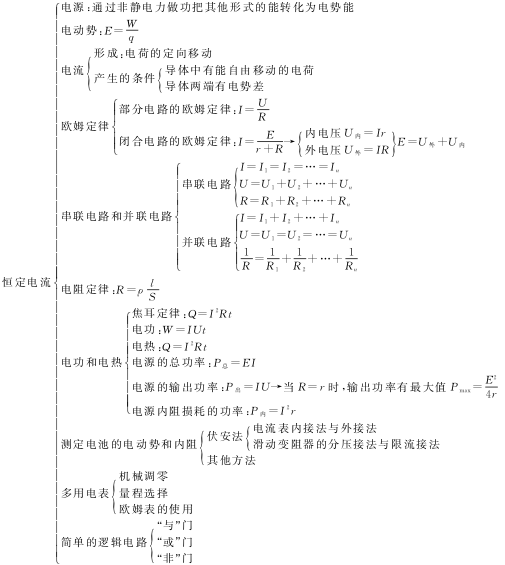 恒定电流
电源:通过非静电力做功把其他形式的能转化为电势能
电动势:E=W/q
电流
形成:电荷的定向移动
产生的条件
导体中有能自由移动的电荷
导体两端有电势差
欧姆定律
部分电路的欧姆定律:I=U/R
闭合电路的欧姆定律:I=E/(r+R)→
内电压U内=Ir
外电压U外=IR
E=U外+U内
串联电路和并联电路
串联电路
I=I₁=I₂=…=Iₙ
U=U₁+U₂+…+Uₙ
R=R₁+R₂+…+Rₙ
并联电路
I=I₁+I₂+…+Iₙ
U=U₁=U₂=…=Uₙ
1/R=1/R₁+1/R₂+…+1/Rₙ
电阻定律:R=ρ l/S
电功和电热
焦耳定律:Q=I²Rt
电功:W=IUt
电热:Q=I²Rt
电源的总功率:P总=EI
电源的输出功率:P出=IU→当R=r时,输出功率有最大值Pmax=E²/4r
电源内阻损耗的功率:P内=I²r
测定电池的电动势和内阻
伏安法
电流表内接法与外接法
滑动变阻器的分压接法与限流接法
其他方法
多用电表
机械调零
量程选择
欧姆表的使用
简单的逻辑电路
“与”门
“或”门
“非”门